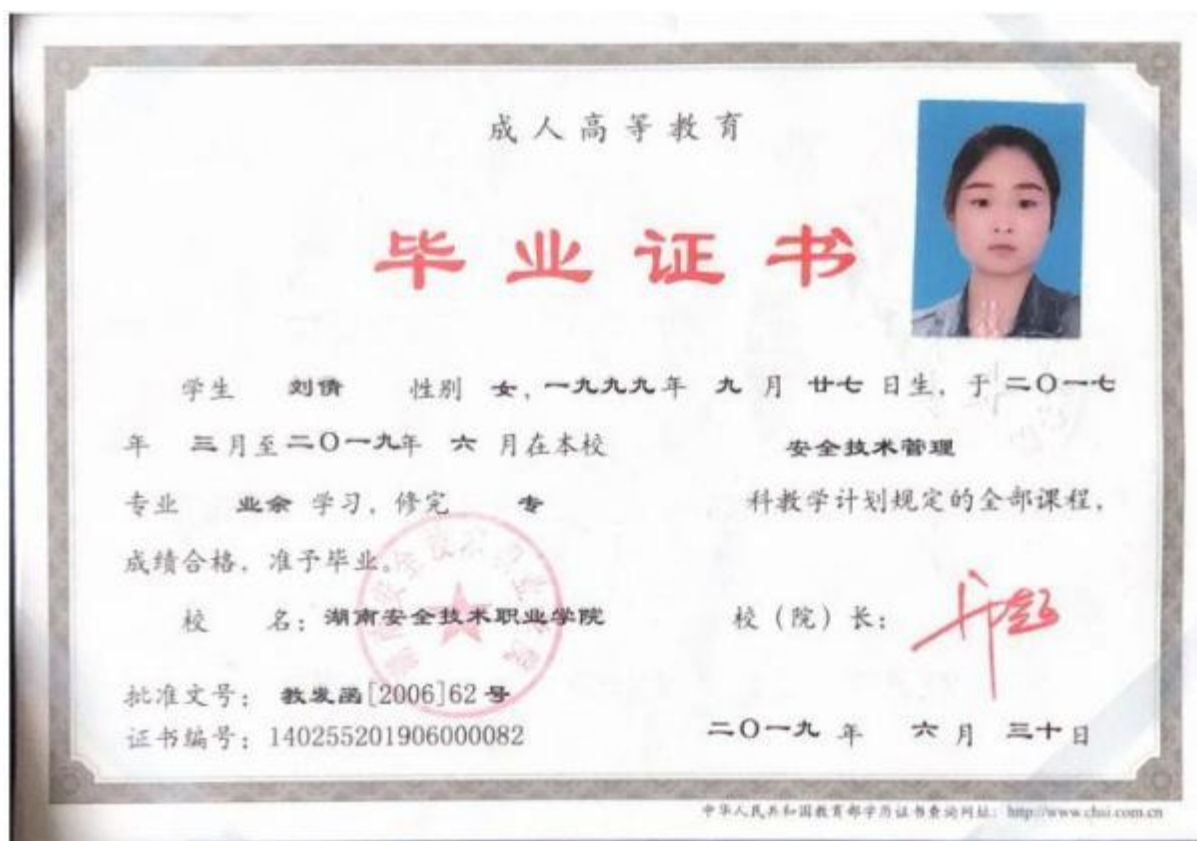 成人高等教育
毕业证书
学生 刘倩 性别 女，一九九九年 九 月 廿七 日生，于 二〇一七
年 三月至二〇一九年 六 月在本校 安全技术管理
专业 业余 学习，修完 专 科教学计划规定的全部课程，
成绩合格，准予毕业。
校 名：湖南安全技术职业学院 校（院）长：
批准文号：教发函[2006]62号
证书编号：140255201906000082 二〇一九 年 六 月 三十日
中华人民共和国教育部学历证书查询网址：http://www.chsi.com.cn